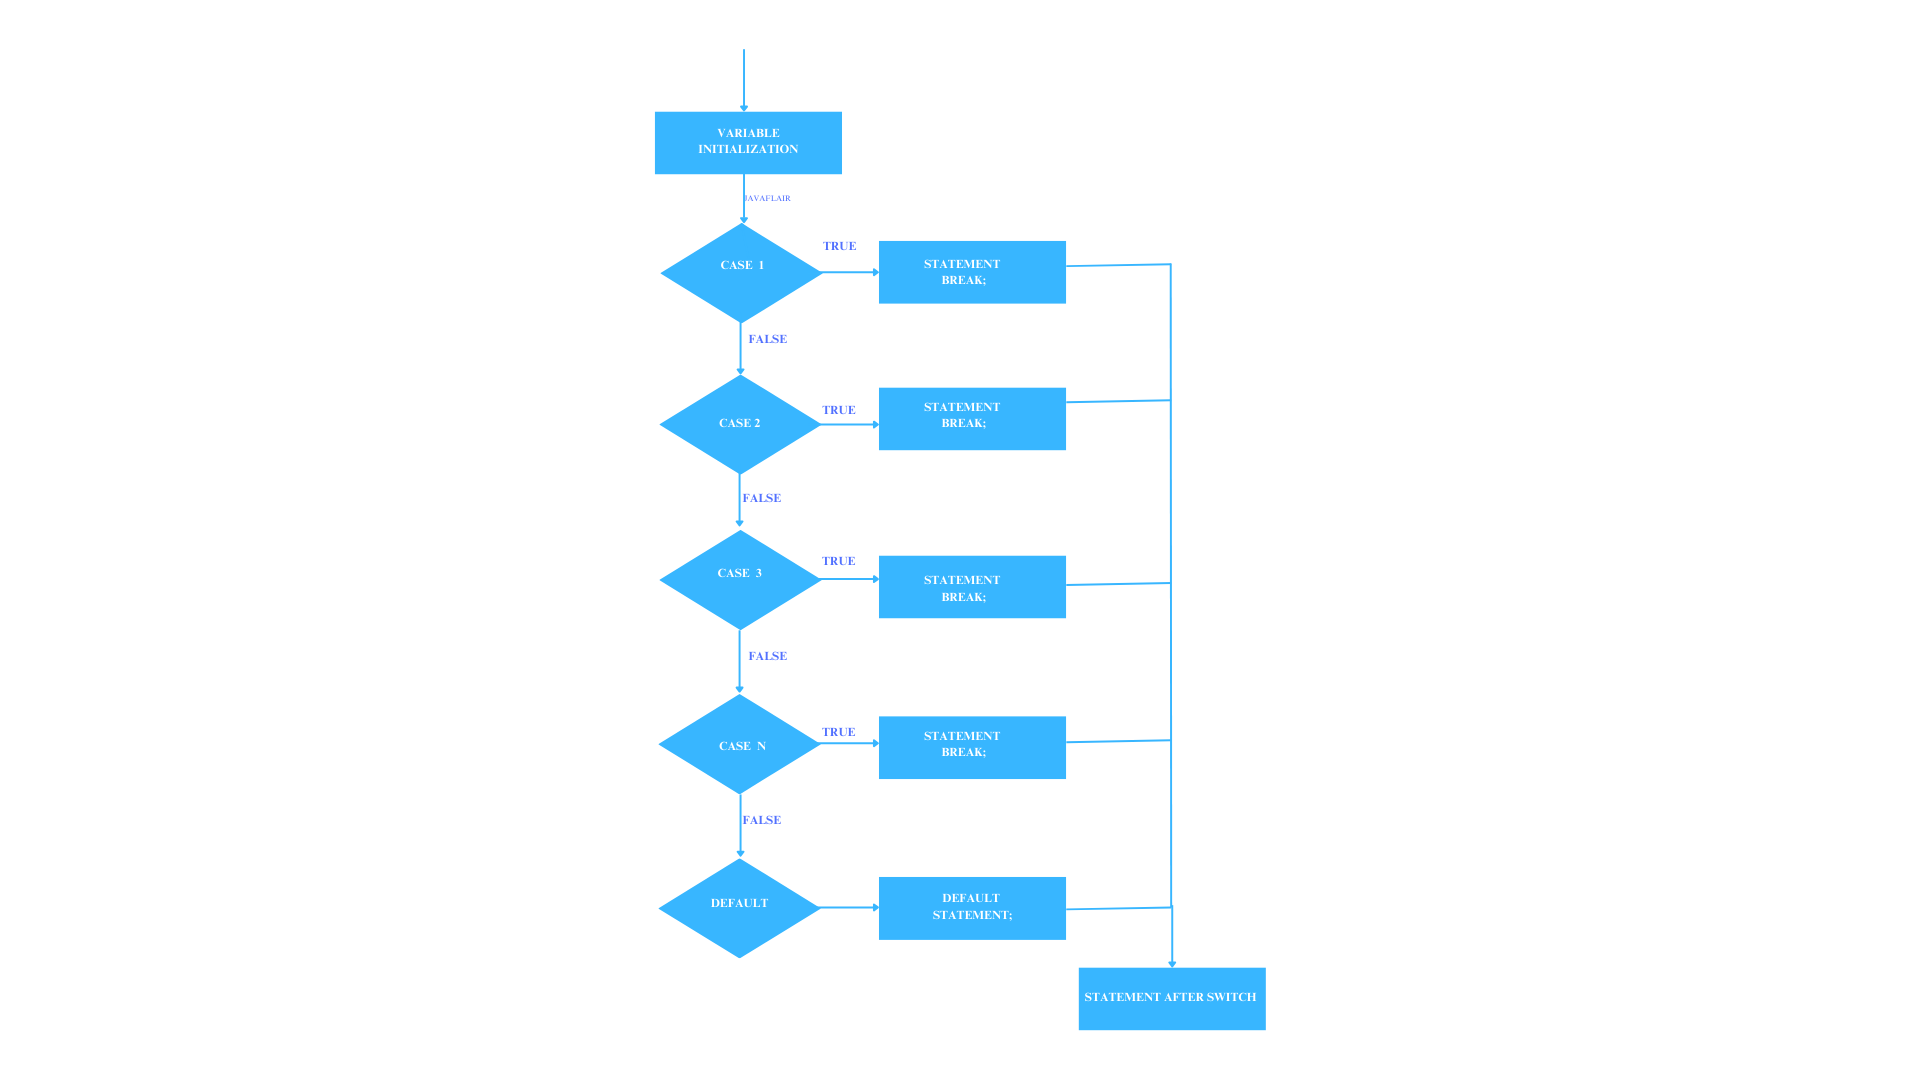 VARIABLE
INITIALIZATION
JAVAFLAIR
CASE  1
TRUE
STATEMENT
BREAK;
FALSE
CASE 2
TRUE
STATEMENT
BREAK;
FALSE
CASE  3
TRUE
STATEMENT
BREAK;
FALSE
CASE  N
TRUE
STATEMENT
BREAK;
FALSE
DEFAULT
DEFAULT
STATEMENT;
STATEMENT AFTER SWITCH